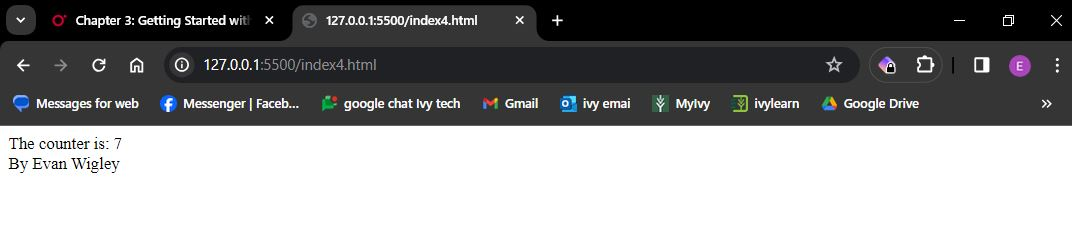 Chapter 3: Getting Started with
127.0.0.1:5500/index4.html
127.0.0.1:5500/index4.html
E
Messages for web
Messenger | Faceb...
google chat Ivy tech
Gmail
ivy emai
MyIvy
ivylearn
Google Drive
The counter is: 7
By Evan Wigley